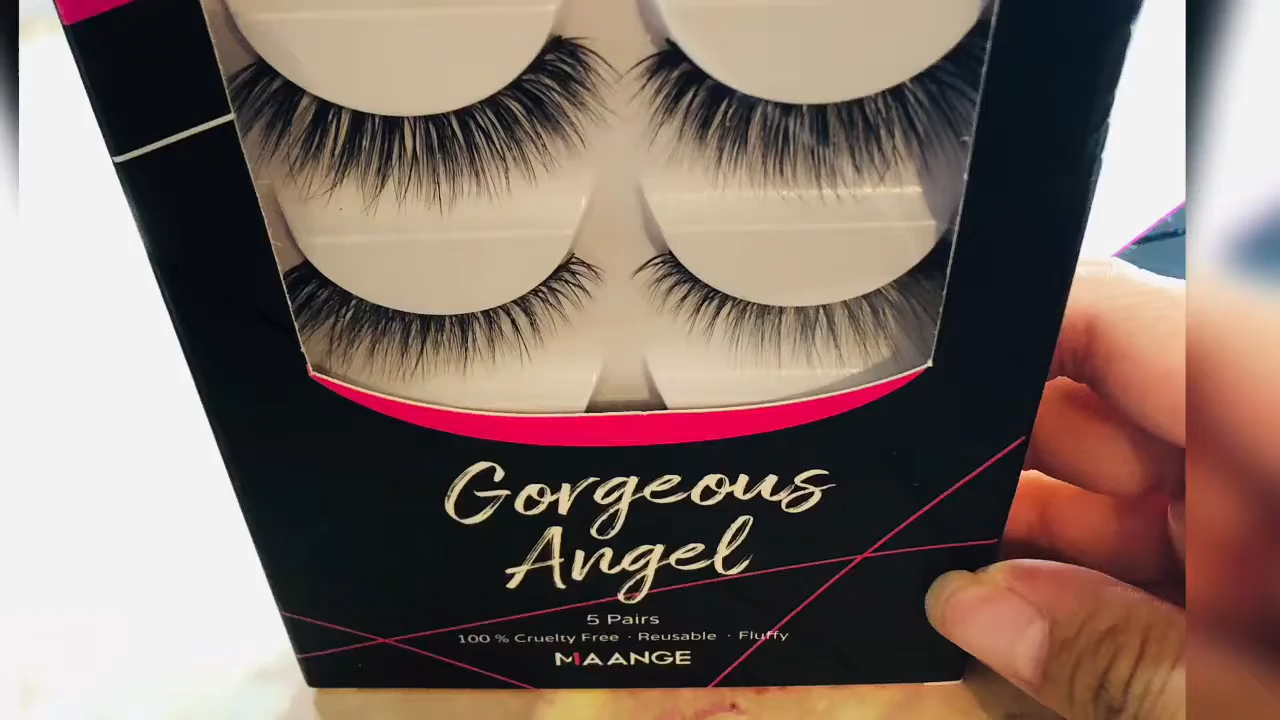 Gorgeous
Angel
5 Pairs
100 % Cruelty Free · Reusable · Fluffy
MAANGE